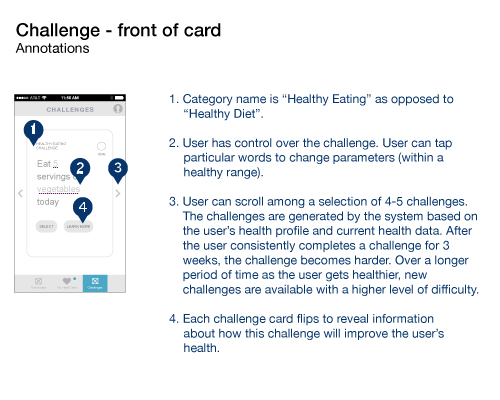 Challenge - front of card
Annotations
AT&T
11:50 AM
CHALLENGES
1
HEALTHY EATING
CHALLENGE
Eat 5
servings
vegetables
today
2
3
4
SELECT
LEARN MORE
Challenges
1. Category name is “Healthy Eating” as opposed to
“Healthy Diet”.
2. User has control over the challenge. User can tap
particular words to change parameters (within a
healthy range).
3. User can scroll among a selection of 4-5 challenges.
The challenges are generated by the system based on
the user’s health profile and current health data. After
the user consistently completes a challenge for 3
weeks, the challenge becomes harder. Over a longer
period of time as the user gets healthier, new
challenges are available with a higher level of difficulty.
4. Each challenge card flips to reveal information
about how this challenge will improve the user’s
health.